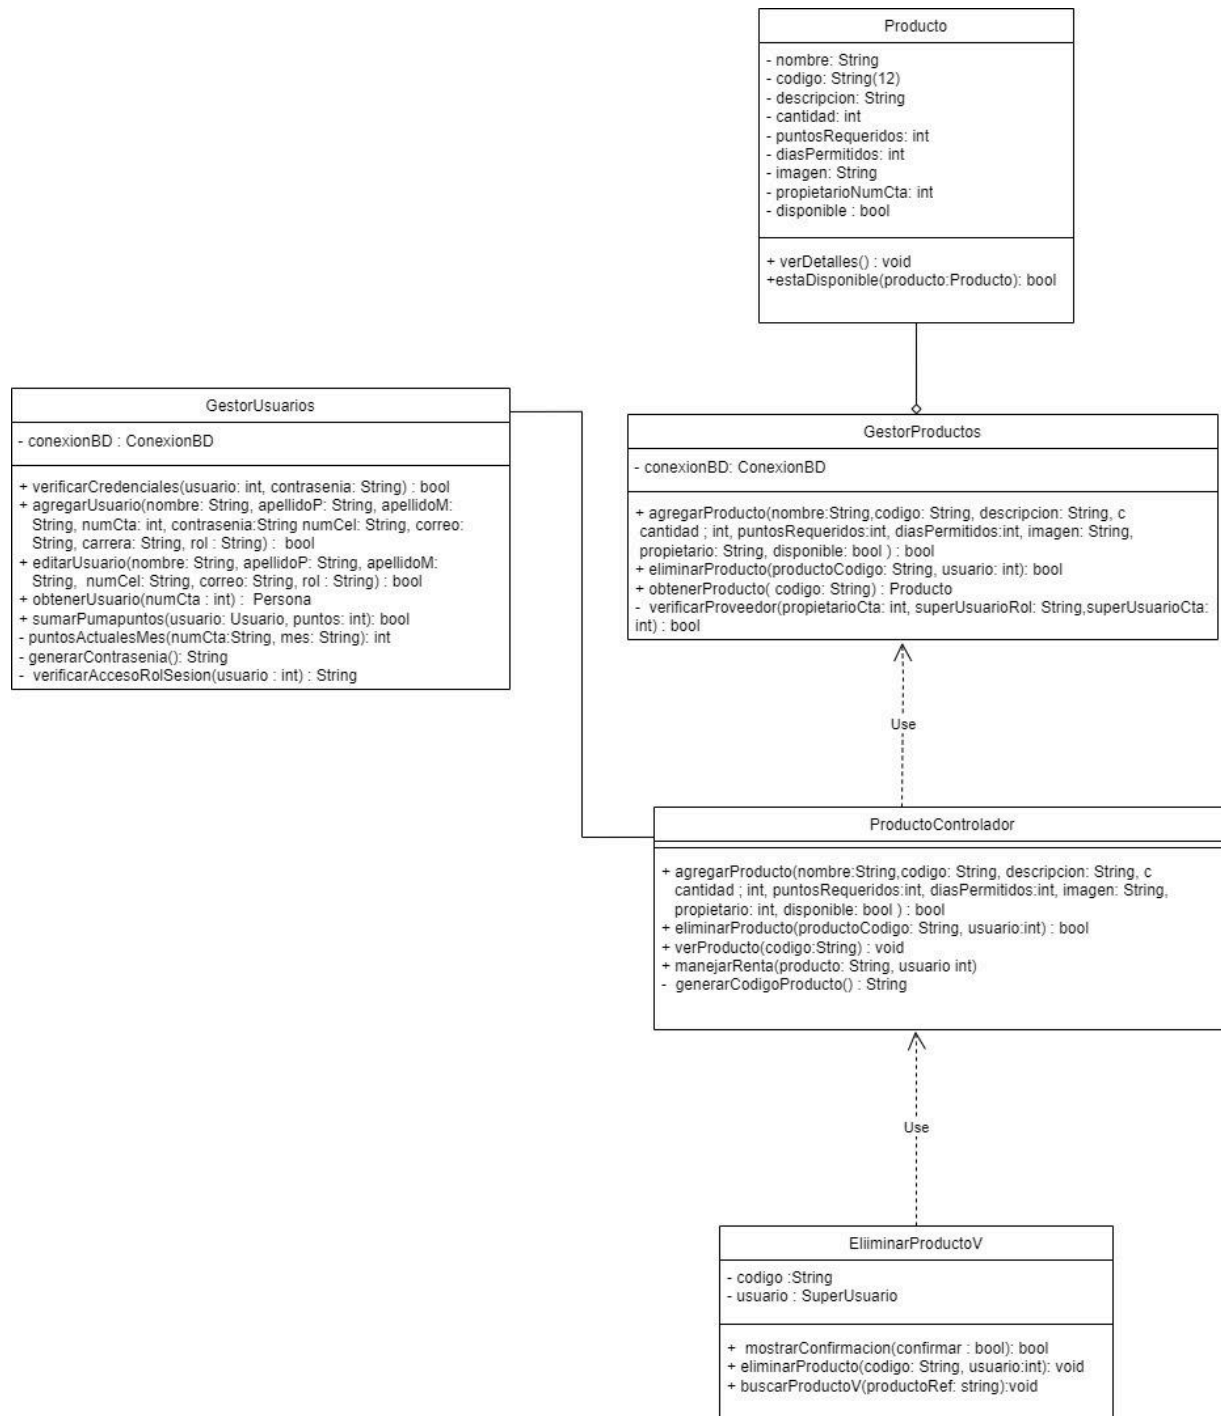 Producto
- nombre: String
- codigo: String(12)
- descripcion: String
- cantidad: int
- puntosRequeridos: int
- diasPermitidos: int
- imagen: String
- propietarioNumCta: int
- disponible : bool
+ verDetalles() : void
+estaDisponible(producto:Producto): bool
GestorUsuarios
- conexionBD : ConexionBD
+ verificarCredenciales(usuario: int, contrasenia: String) : bool
+ agregarUsuario(nombre: String, apellidoP: String, apellidoM:
String, numCta: int, contrasenia:String numCel: String, correo:
String, carrera: String, rol : String) :  bool
+ editarUsuario(nombre: String, apellidoP: String, apellidoM:
String,  numCel: String, correo: String, rol : String) : bool
+ obtenerUsuario(numCta : int) :  Persona
+ sumarPumapuntos(usuario: Usuario, puntos: int): bool
- puntosActualesMes(numCta:String, mes: String): int
- generarContrasenia(): String
-  verificarAccesoRolSesion(usuario : int) : String
GestorProductos
- conexionBD: ConexionBD
+ agregarProducto(nombre:String,codigo: String, descripcion: String, c
cantidad ; int, puntosRequeridos:int, diasPermitidos:int, imagen: String,
propietario: String, disponible: bool ) : bool
+ eliminarProducto(productoCodigo: String, usuario: int): bool
+ obtenerProducto( codigo: String) : Producto
-  verificarProveedor(propietarioCta: int, superUsuarioRol: String,superUsuarioCta:
int) : bool
Use
ProductoControlador
+ agregarProducto(nombre:String,codigo: String, descripcion: String, c
cantidad ; int, puntosRequeridos:int, diasPermitidos:int, imagen: String,
propietario: int, disponible: bool ) : bool
+ eliminarProducto(productoCodigo: String, usuario:int) : bool
+ verProducto(codigo:String) : void
+ manejarRenta(producto: String, usuario int)
-  generarCodigoProducto() : String
Use
EliiminarProductoV
- codigo :String
- usuario : SuperUsuario
+  mostrarConfirmacion(confirmar : bool): bool
+ eliminarProducto(codigo: String, usuario:int): void
+ buscarProductoV(productoRef: string):void